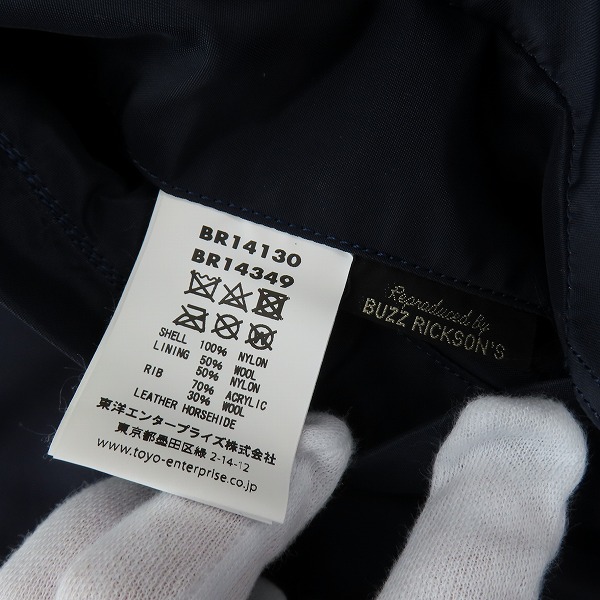 BR14130
BR14349
SHELL 100% NYLON
LINING 50% WOOL
50% NYLON
RIB 70% ACRYLIC
30% WOOL
LEATHER HORSEHIDE
東洋エンタープライズ株式会社
東京都墨田区緑 2-14-12
www.toyo-enterprise.co.jp
Reproduced by
BUZZ RICKSON'S